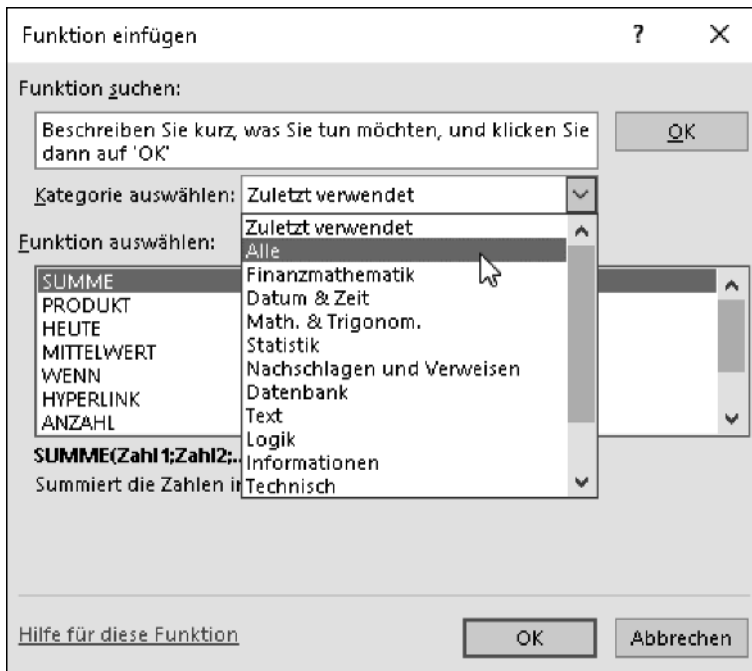 Funktion einfügen ? ×
Funktion suchen:
Beschreiben Sie kurz, was Sie tun möchten, und klicken Sie
dann auf 'OK'
OK
Kategorie auswählen: Zuletzt verwendet
Zuletzt verwendet
Alle
Finanzmathematik
Datum & Zeit
Math. & Trigonom.
Statistik
Nachschlagen und Verweisen
Datenbank
Text
Logik
Informationen
Technisch
Funktion auswählen:
SUMME
PRODUKT
HEUTE
MITTELWERT
WENN
HYPERLINK
ANZAHL
SUMME(Zahl1;Zahl2;..
Summiert die Zahlen i
Hilfe für diese Funktion
OK
Abbrechen